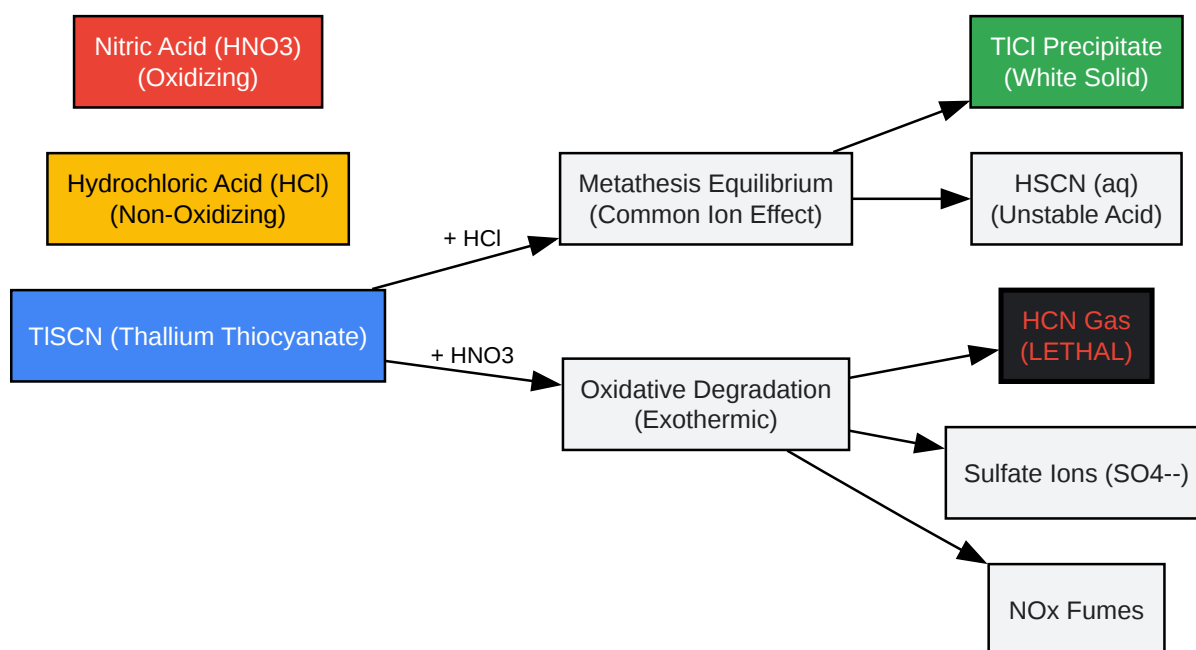 Nitric Acid (HNO3)
(Oxidizing)
Hydrochloric Acid (HCl)
(Non-Oxidizing)
TlSCN (Thallium Thiocyanate)
+ HCl
+ HNO3
Metathesis Equilibrium
(Common Ion Effect)
Oxidative Degradation
(Exothermic)
TlCl Precipitate
(White Solid)
HSCN (aq)
(Unstable Acid)
HCN Gas
(LETHAL)
Sulfate Ions (SO4--)
NOx Fumes